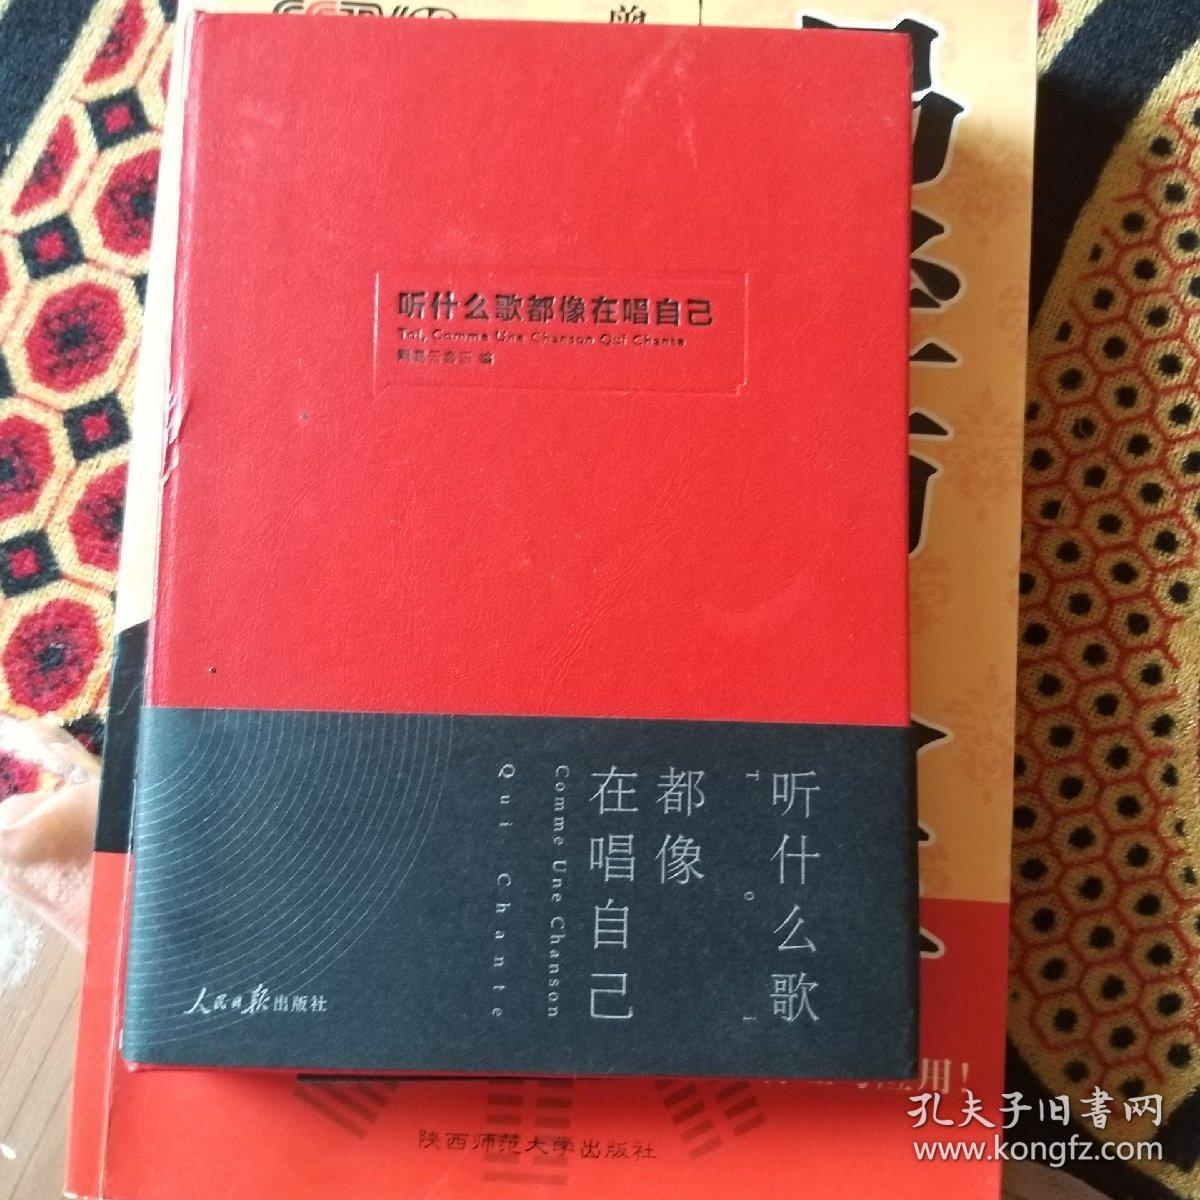 听什么歌都像在唱自己
Toi, Comme Une Chanson Qui Chante
网易云音乐 编
听什么歌
T o i
都像
在唱自己
Comme Une Chanson
Qui Chante
人民日报出版社
用！
陕西师范大学出版社
孔夫子旧书网
www.kongfz.com